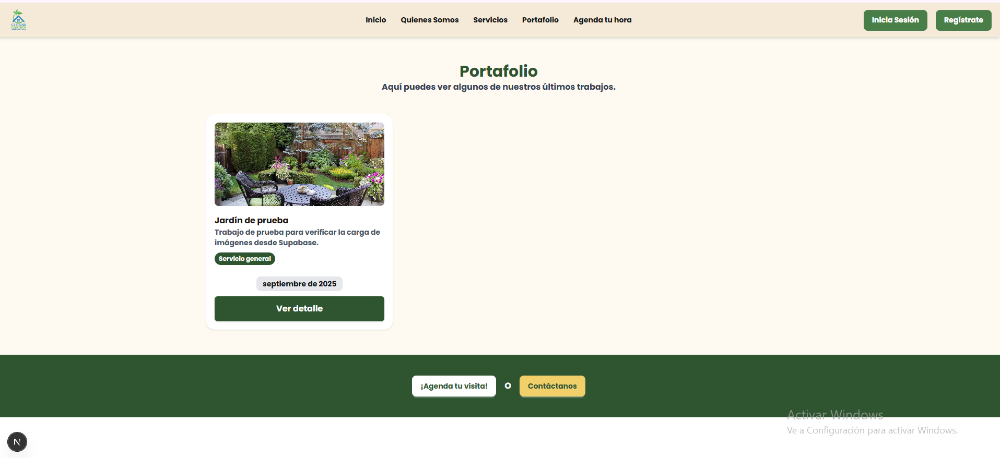 CLEAN
GARDEN
Inicio
Quienes Somos
Servicios
Portafolio
Agenda tu hora
Inicia Sesión
Regístrate
Portafolio
Aquí puedes ver algunos de nuestros últimos trabajos.
Jardín de prueba
Trabajo de prueba para verificar la carga de
imágenes desde Supabase.
Servicio general
septiembre de 2025
Ver detalle
¡Agenda tu visita!
O
Contáctanos
Activar Windows
Ve a Configuración para activar Windows.
N